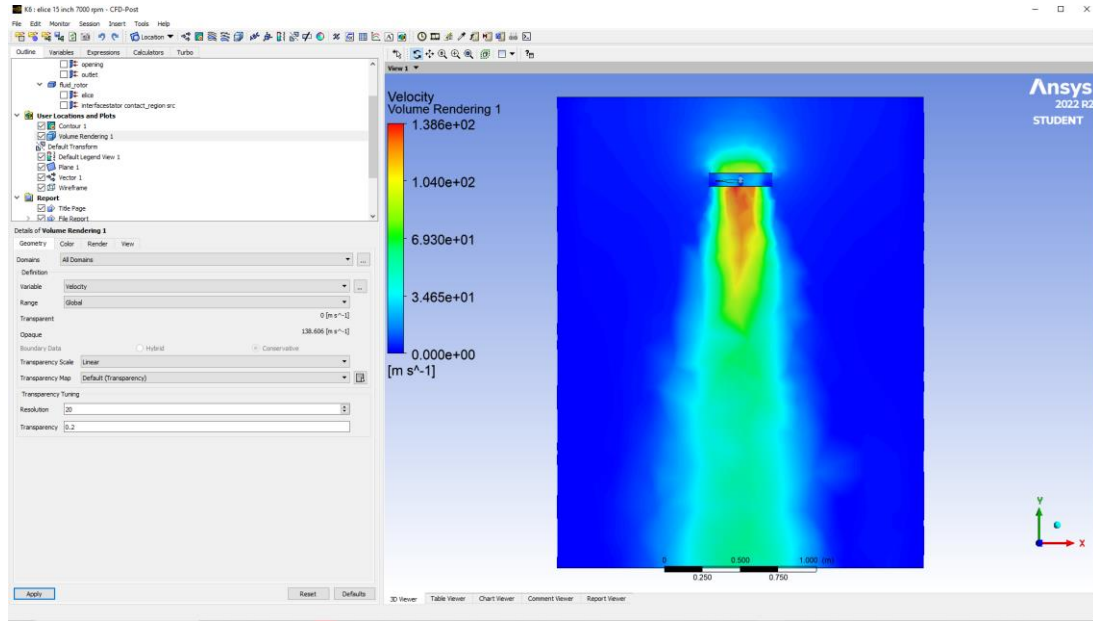 K6 : elice 15 inch 7000 rpm - CFD-Post
File Edit Monitor Session Insert Tools Help
Location
Outline Variables Expressions Calculators Turbo
opening
outlet
fluid_rotor
elice
interfacestator contact_region src
User Locations and Plots
Contour 1
Volume Rendering 1
Default Transform
Default Legend View 1
Plane 1
Vector 1
Wireframe
Report
Title Page
File Report
Details of Volume Rendering 1
Geometry Color Render View
Domains All Domains ...
Definition
Variable Velocity ...
Range Global
Transparent 0 [m s^-1]
Opaque 138.606 [m s^-1]
Boundary Data Hybrid Conservative
Transparency Scale Linear
Transparency Map Default (Transparency)
Transparency Tuning
Resolution 20
Transparency 0.2
Apply Reset Defaults
View 1
Velocity
Volume Rendering 1
1.386e+02
1.040e+02
6.930e+01
3.465e+01
0.000e+00
[m s^-1]
Ansys
2022 R2
STUDENT
Y
X
0 0.500 1.000 (m)
0.250 0.750
3D Viewer Table Viewer Chart Viewer Comment Viewer Report Viewer